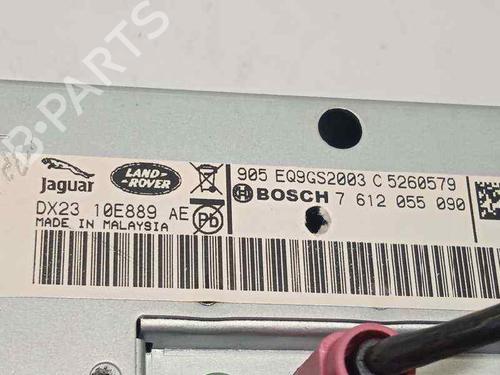 B-PARTS
JAGUAR
LAND-
ROVER
905 EQ9GS2003 C 5260579
BOSCH 7 612 055 090
DX23 10E889 AE
Pb
MADE IN MALAYSIA